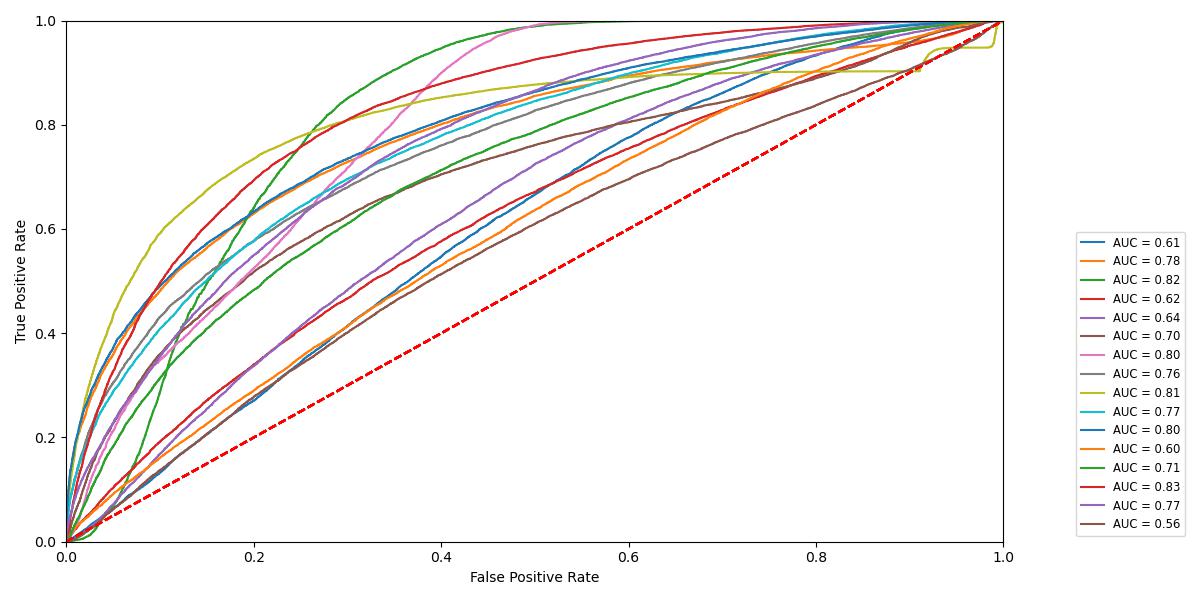 1.0
0.8
0.6
0.4
0.2
0.0
True Positive Rate
0.0 0.2 0.4 0.6 0.8 1.0
False Positive Rate
AUC = 0.61
AUC = 0.78
AUC = 0.82
AUC = 0.62
AUC = 0.64
AUC = 0.70
AUC = 0.80
AUC = 0.76
AUC = 0.81
AUC = 0.77
AUC = 0.80
AUC = 0.60
AUC = 0.71
AUC = 0.83
AUC = 0.77
AUC = 0.56